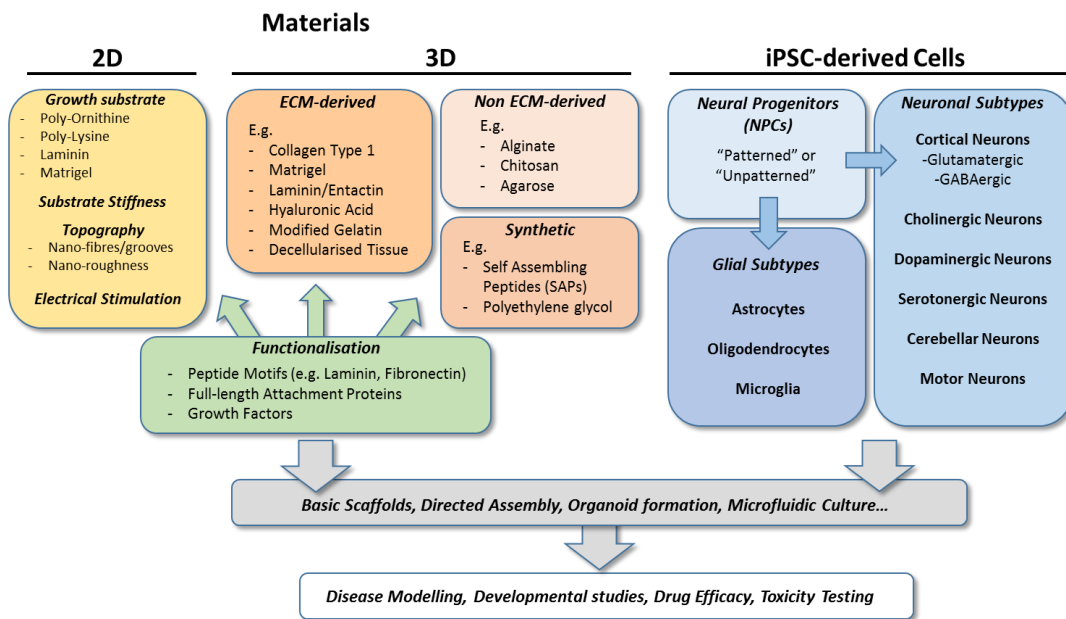 Materials
2D
3D
iPSC-derived Cells
Growth substrate
- Poly-Ornithine
- Poly-Lysine
- Laminin
- Matrigel
Substrate Stiffness
Topography
- Nano-fibres/grooves
- Nano-roughness
Electrical Stimulation
ECM-derived
E.g.
- Collagen Type 1
- Matrigel
- Laminin/Entactin
- Hyaluronic Acid
- Modified Gelatin
- Decellularised Tissue
Non ECM-derived
E.g.
- Alginate
- Chitosan
- Agarose
Synthetic
E.g.
- Self Assembling
Peptides (SAPs)
- Polyethylene glycol
Functionalisation
- Peptide Motifs (e.g. Laminin, Fibronectin)
- Full-length Attachment Proteins
- Growth Factors
Neural Progenitors
(NPCs)
“Patterned” or
“Unpatterned”
Glial Subtypes
Astrocytes
Oligodendrocytes
Microglia
Neuronal Subtypes
Cortical Neurons
-Glutamatergic
-GABAergic
Cholinergic Neurons
Dopaminergic Neurons
Serotonergic Neurons
Cerebellar Neurons
Motor Neurons
Basic Scaffolds, Directed Assembly, Organoid formation, Microfluidic Culture…
Disease Modelling, Developmental studies, Drug Efficacy, Toxicity Testing